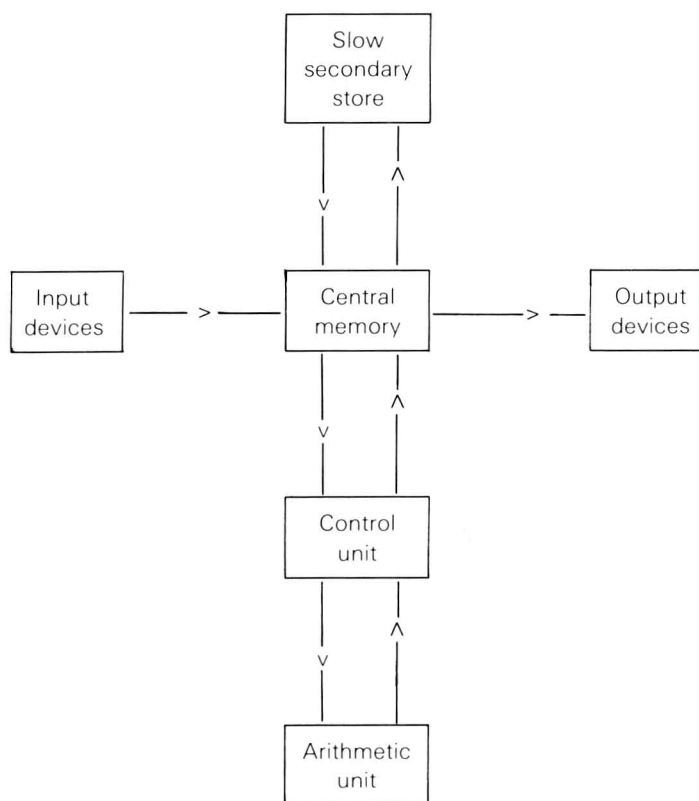 Slow
secondary
store
Input
devices
Central
memory
Output
devices
Control
unit
Arithmetic
unit